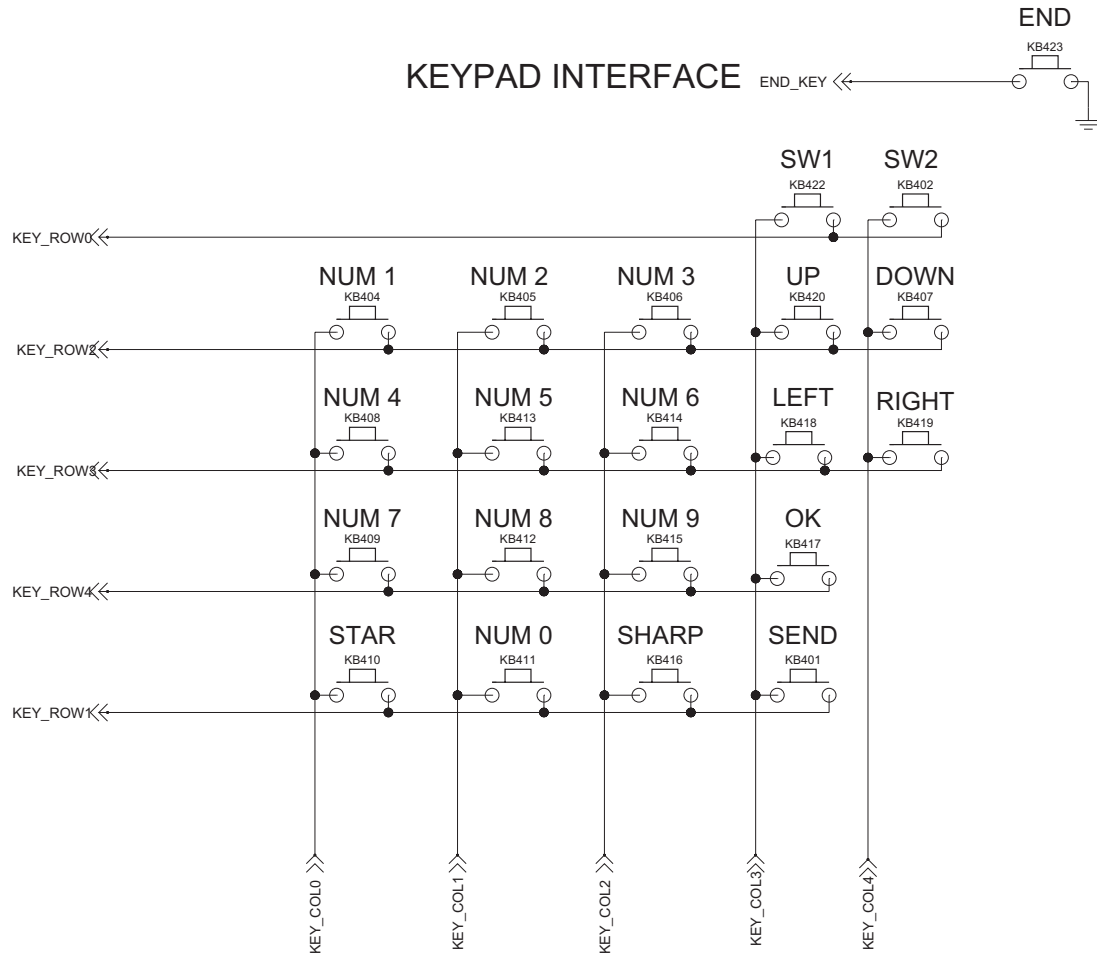 END
KB423
KEYPAD INTERFACE
END_KEY
SW1 SW2
KB422 KB402
KEY_ROW0
NUM 1 NUM 2 NUM 3 UP DOWN
KB404 KB405 KB406 KB420 KB407
KEY_ROW2
NUM 4 NUM 5 NUM 6 LEFT RIGHT
KB408 KB413 KB414 KB418 KB419
KEY_ROW3
NUM 7 NUM 8 NUM 9 OK
KB409 KB412 KB415 KB417
KEY_ROW4
STAR NUM 0 SHARP SEND
KB410 KB411 KB416 KB401
KEY_ROW1
KEY_COL0
KEY_COL1
KEY_COL2
KEY_COL3
KEY_COL4